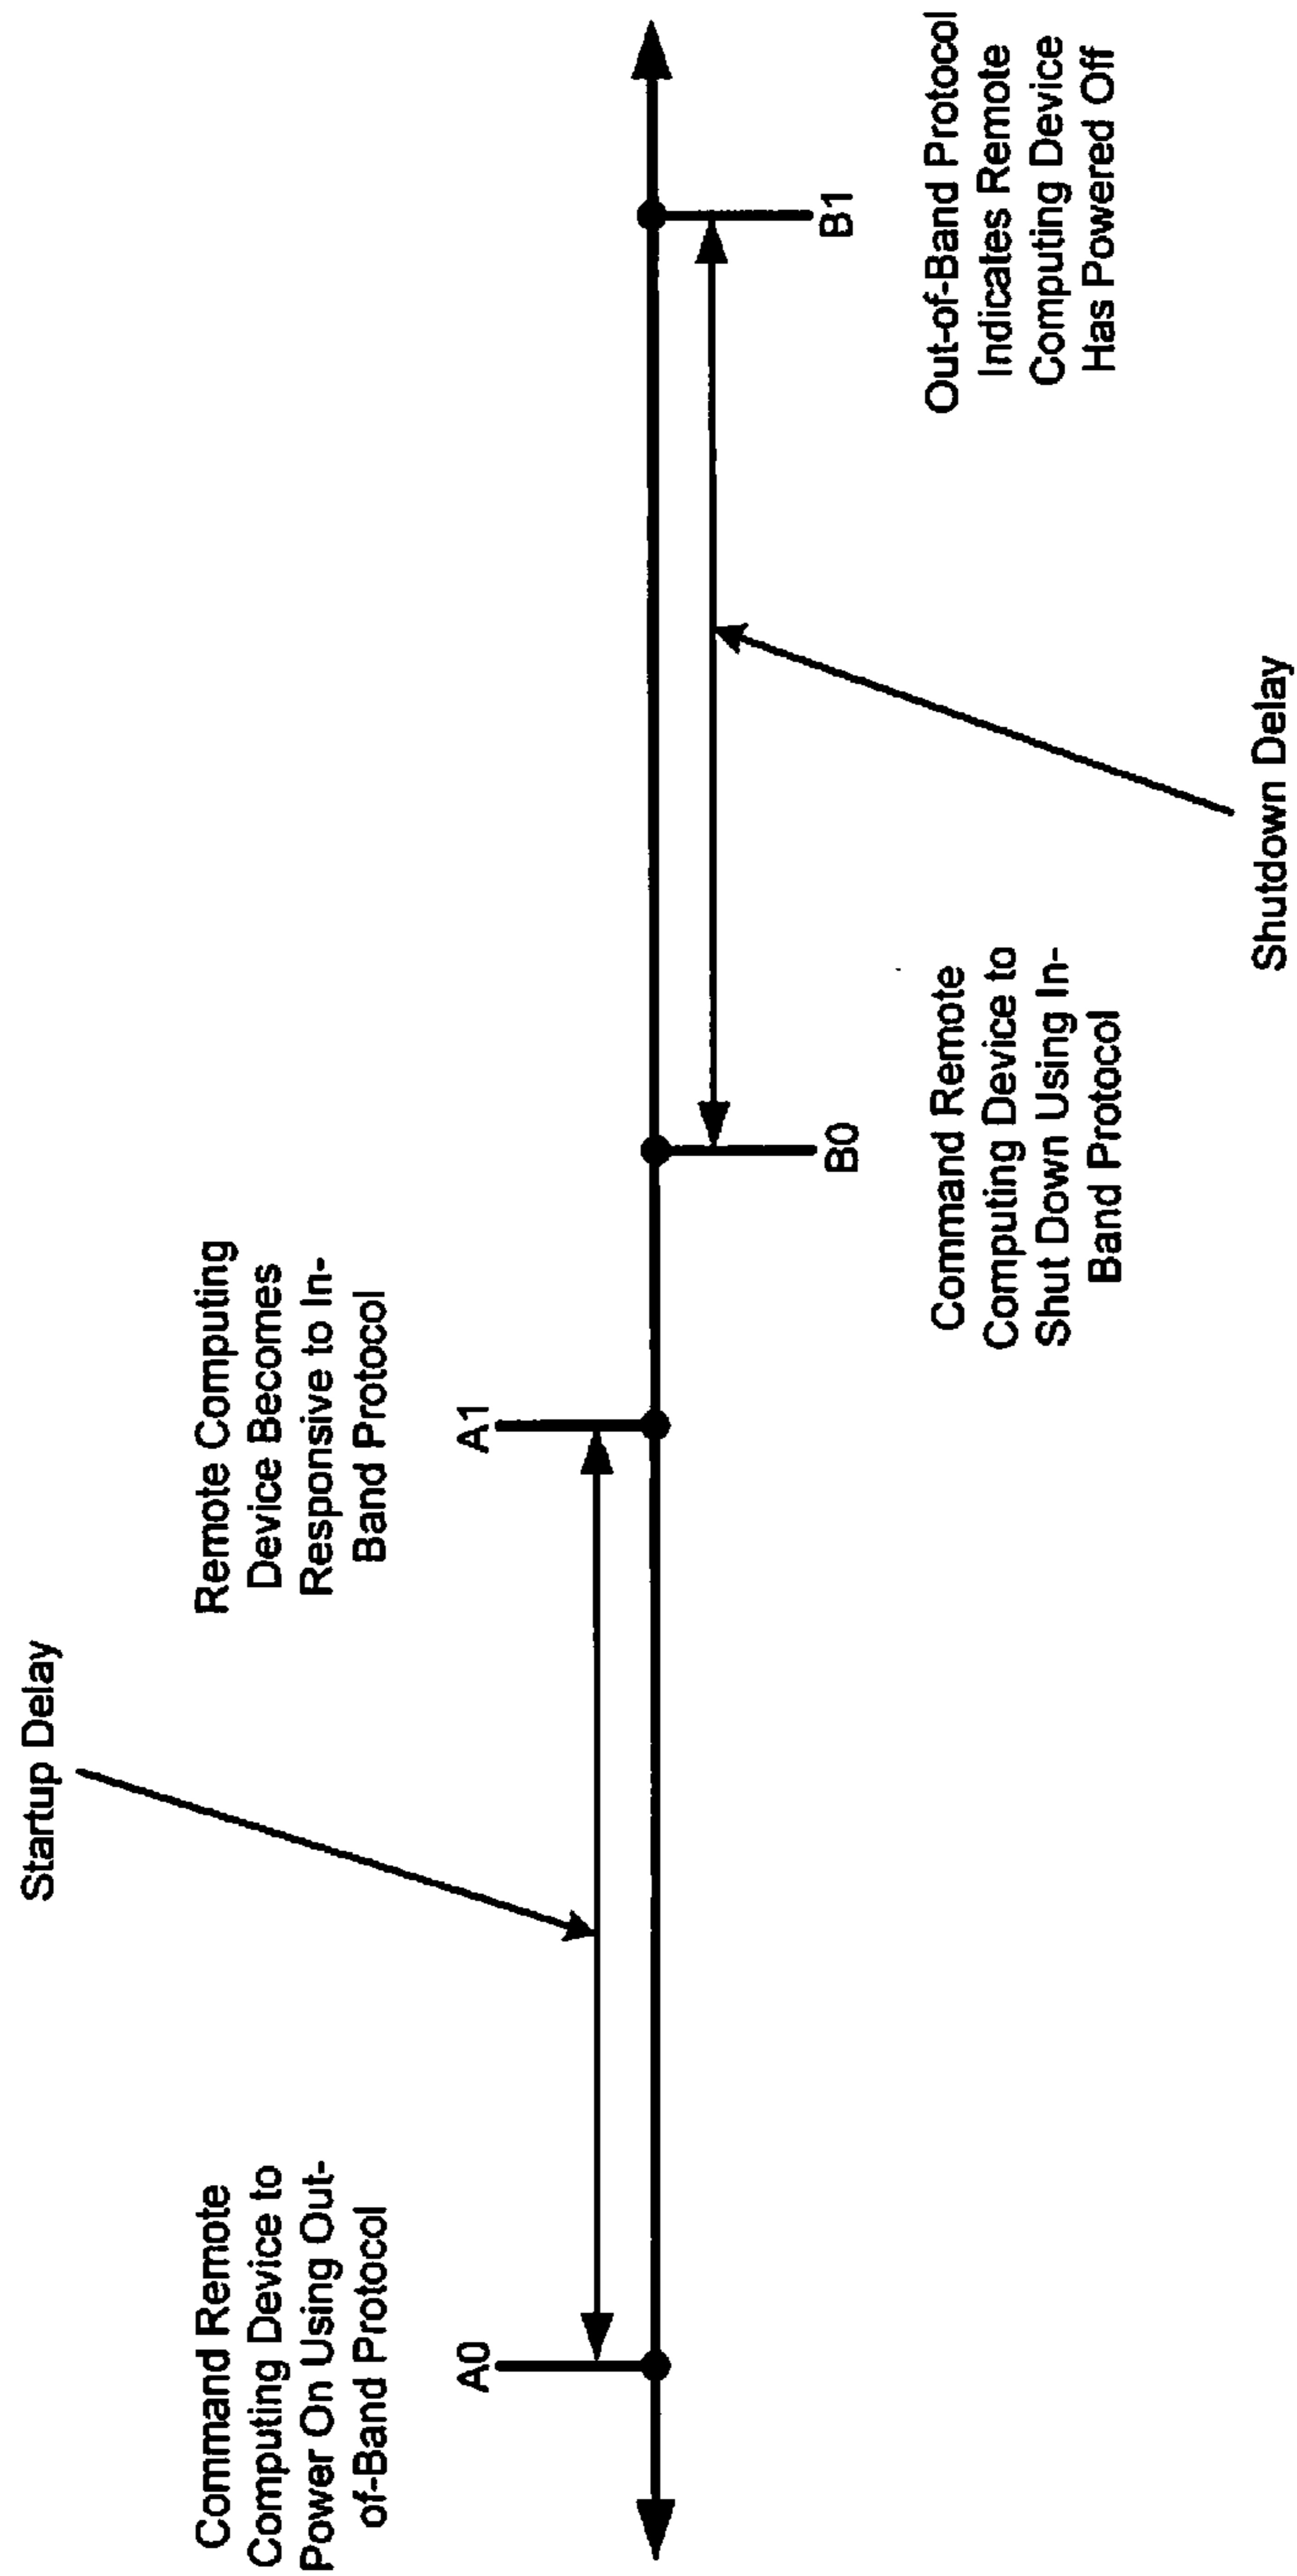 Startup Delay
Command Remote
Computing Device to
Power On Using Out-
of-Band Protocol
Remote Computing
Device Becomes
Responsive to In-
Band Protocol
A0
A1
B0
B1
Command Remote
Computing Device to
Shut Down Using In-
Band Protocol
Out-of-Band Protocol
Indicates Remote
Computing Device
Has Powered Off
Shutdown Delay